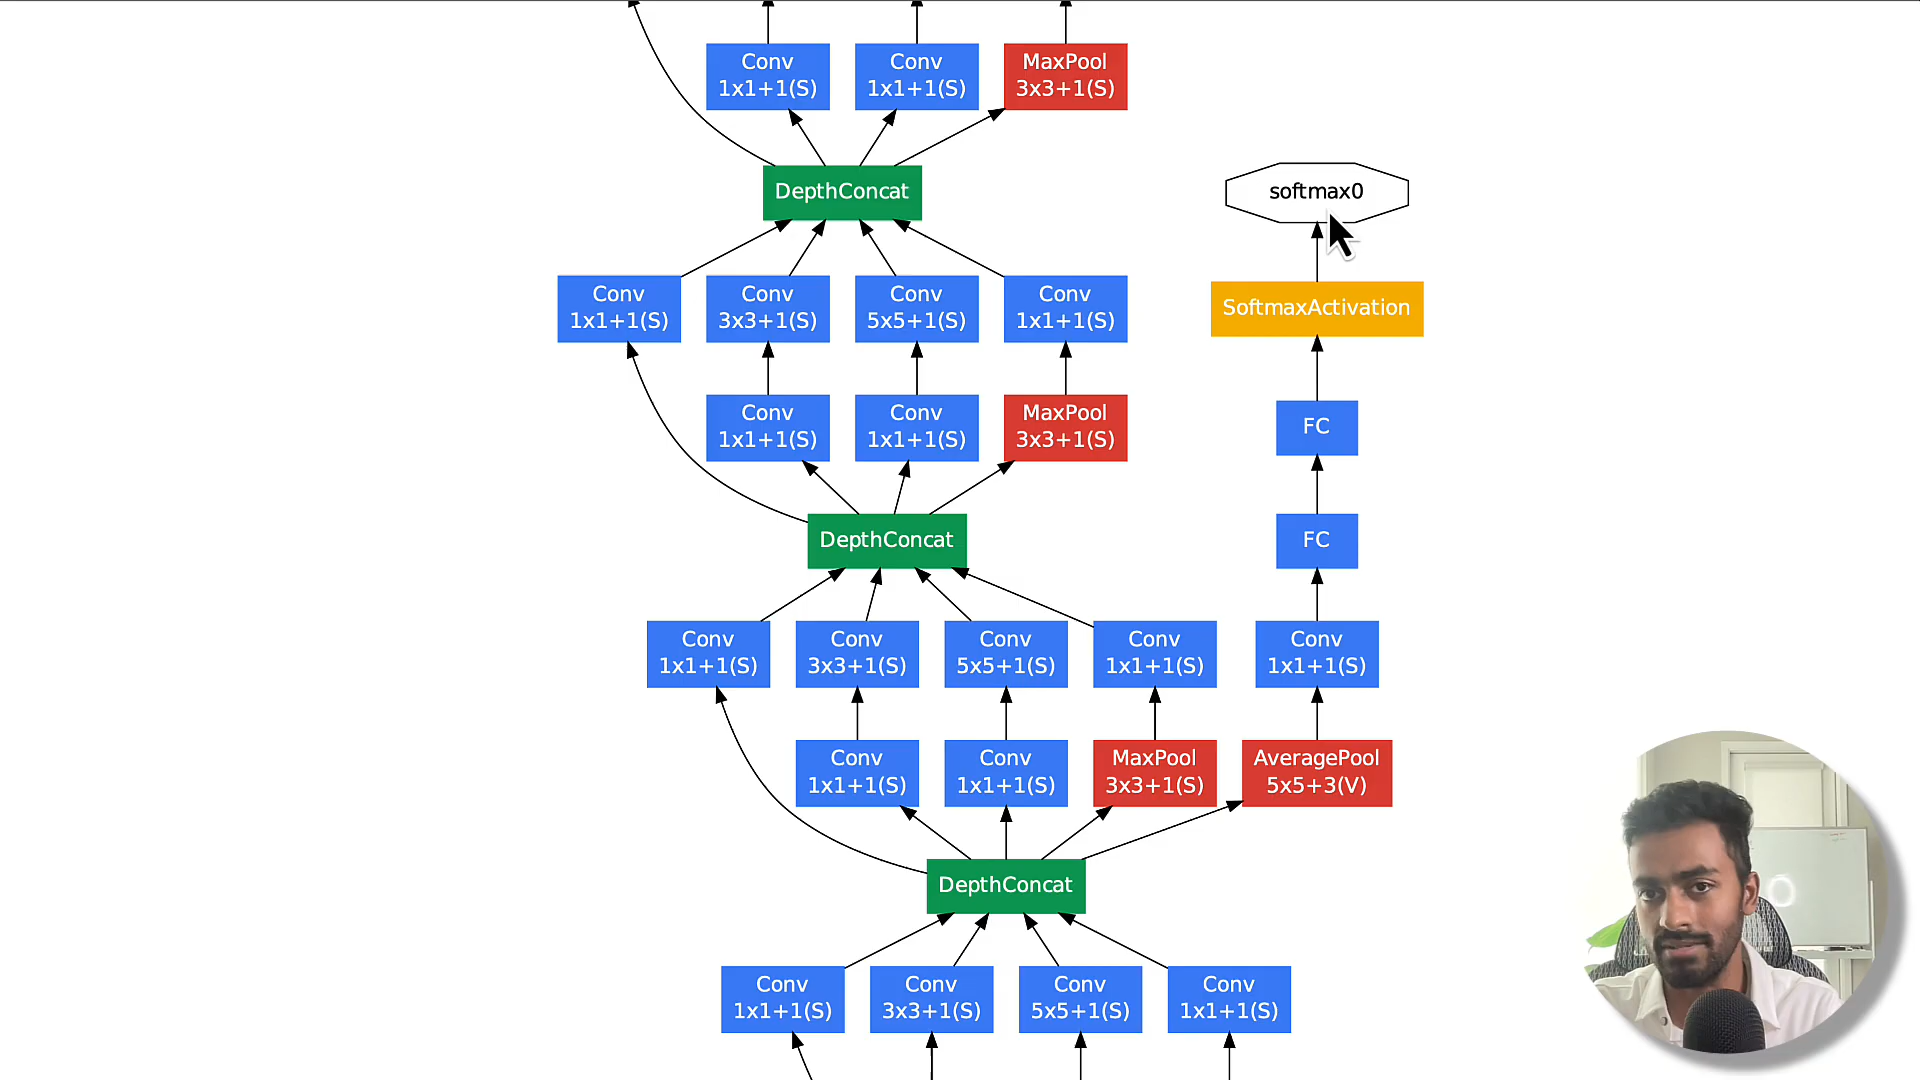 Conv
1x1+1(S)
Conv
1x1+1(S)
MaxPool
3x3+1(S)
DepthConcat
softmax0
Conv
1x1+1(S)
Conv
3x3+1(S)
Conv
5x5+1(S)
Conv
1x1+1(S)
SoftmaxActivation
Conv
1x1+1(S)
Conv
1x1+1(S)
MaxPool
3x3+1(S)
FC
DepthConcat
FC
Conv
1x1+1(S)
Conv
3x3+1(S)
Conv
5x5+1(S)
Conv
1x1+1(S)
Conv
1x1+1(S)
Conv
1x1+1(S)
Conv
1x1+1(S)
MaxPool
3x3+1(S)
AveragePool
5x5+3(V)
DepthConcat
Conv
1x1+1(S)
Conv
3x3+1(S)
Conv
5x5+1(S)
Conv
1x1+1(S)